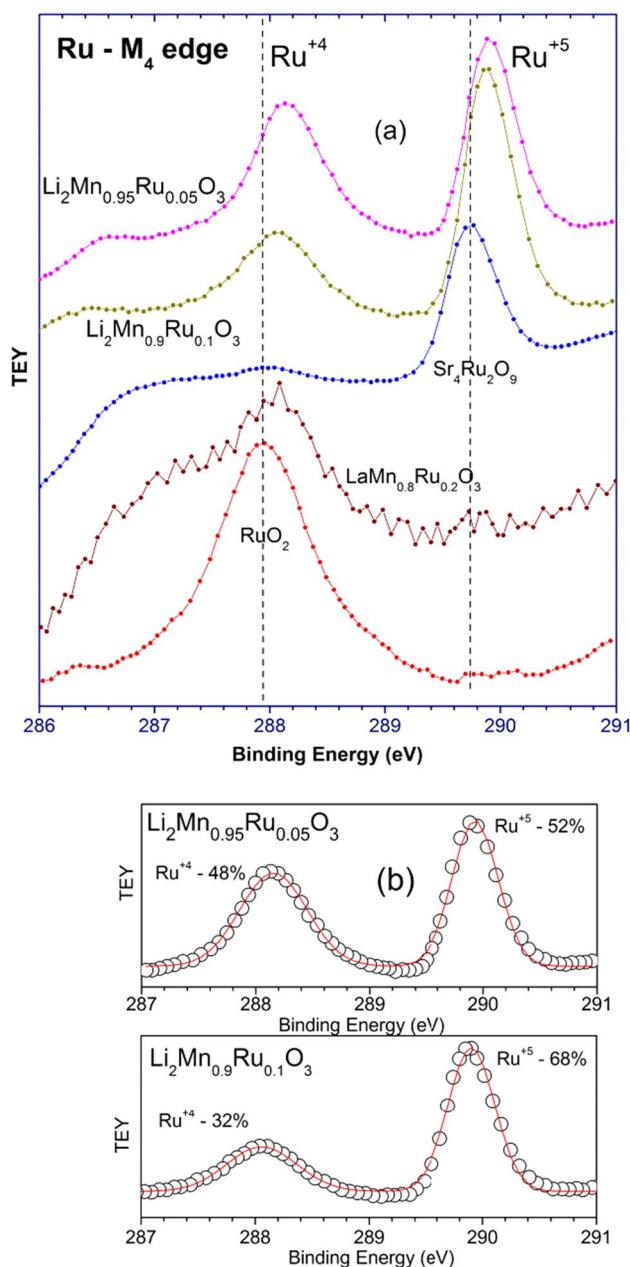 Ru - M₄ edge
Ru⁺⁴
Ru⁺⁵
(a)
Li₂Mn₀.₉₅Ru₀.₀₅O₃
Li₂Mn₀.₉Ru₀.₁O₃
Sr₄Ru₂O₉
LaMn₀.₈Ru₀.₂O₃
RuO₂
TEY
286 287 288 289 290 291
Binding Energy (eV)
Li₂Mn₀.₉₅Ru₀.₀₅O₃
Ru⁺⁵ - 52%
Ru⁺⁴ - 48%
(b)
TEY
287 288 289 290 291
Binding Energy (eV)
Li₂Mn₀.₉Ru₀.₁O₃
Ru⁺⁵ - 68%
Ru⁺⁴ - 32%
TEY
287 288 289 290 291
Binding Energy (eV)